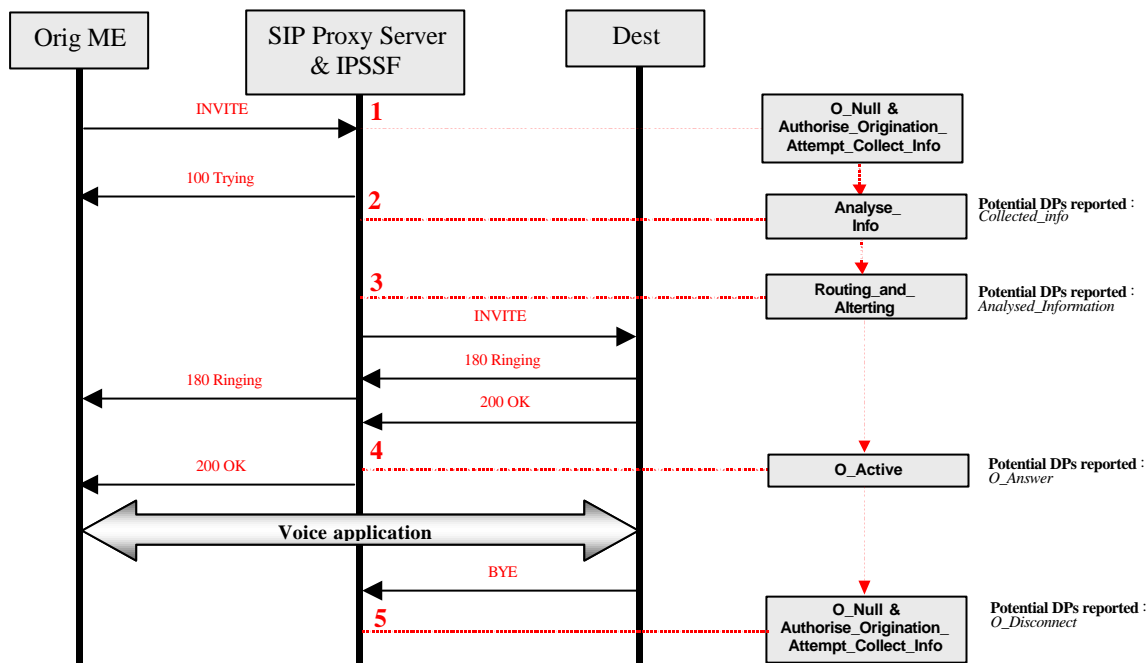 Orig ME
SIP Proxy Server
& IPSSF
Dest
INVITE
1
O_Null &
Authorise_Origination_
Attempt_Collect_Info
100 Trying
2
Analyse_
Info
Potential DPs reported :
Collected_info
3
Routing_and_
Alterting
Potential DPs reported :
Analysed_Information
INVITE
180 Ringing
180 Ringing
200 OK
4
O_Active
Potential DPs reported :
O_Answer
200 OK
Voice application
BYE
5
O_Null &
Authorise_Origination_
Attempt_Collect_Info
Potential DPs reported :
O_Disconnect